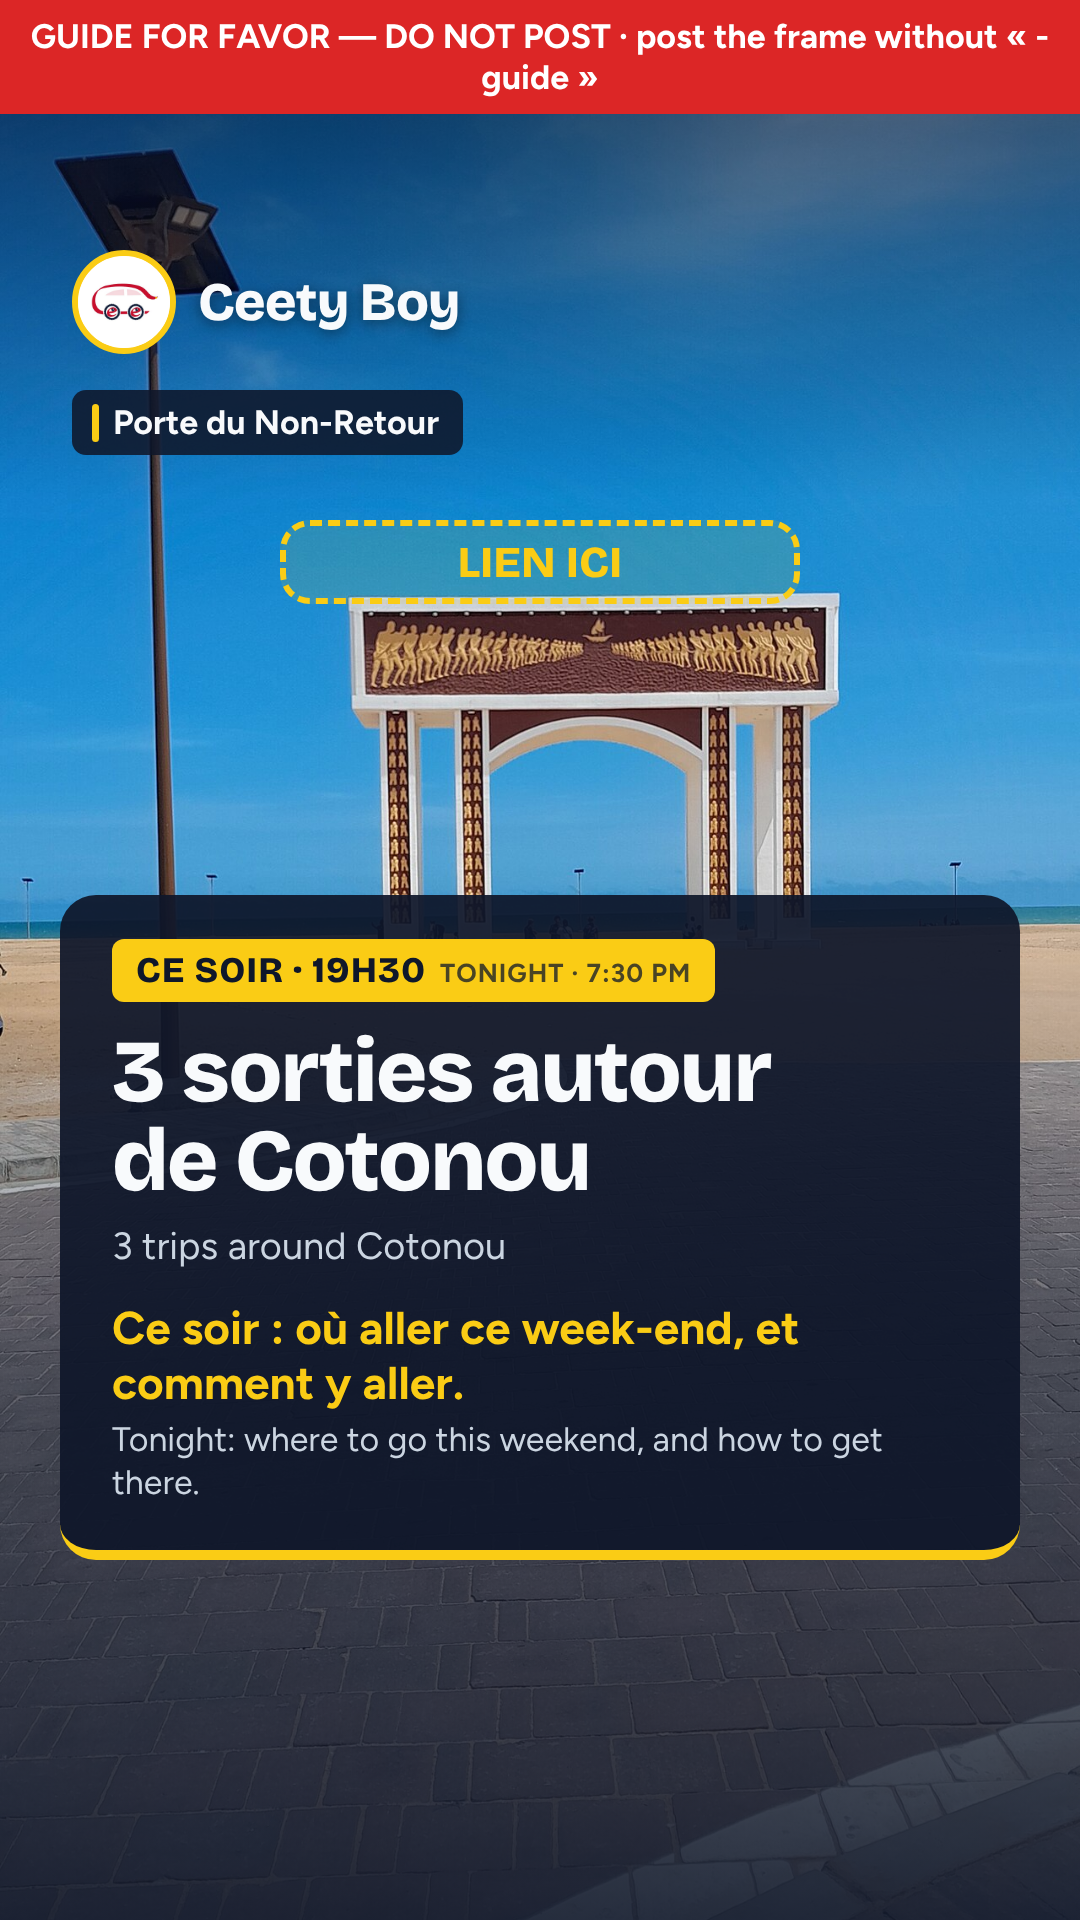 GUIDE FOR FAVOR — DO NOT POST · post the frame without « -
guide »
Ceety Boy
Porte du Non-Retour
LIEN ICI
CE SOIR · 19H30 TONIGHT · 7:30 PM
3 sorties autour
de Cotonou
3 trips around Cotonou
Ce soir : où aller ce week-end, et
comment y aller.
Tonight: where to go this weekend, and how to get
there.